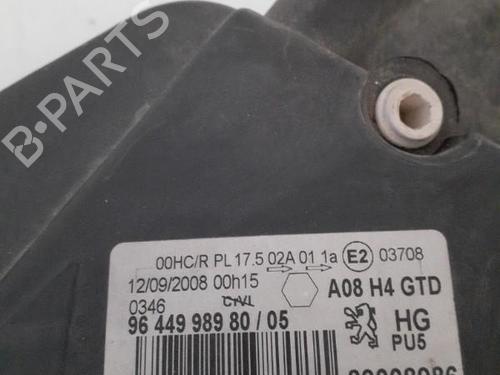 B-PARTS
00HC/R PL 17.5 02A 01 1a E2 03708
12/09/2008 00h15
A08 H4 GTD
0346
96 449 989 80 / 05
HG
PU5